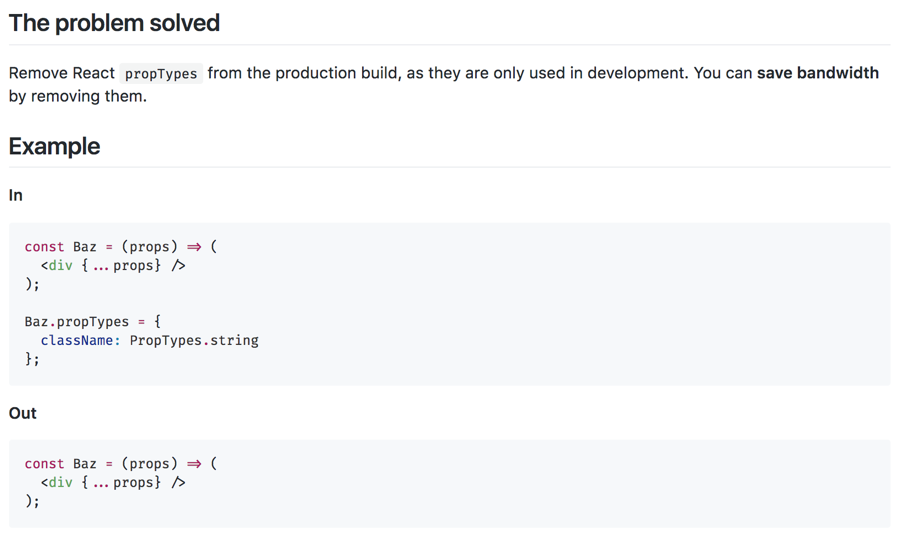 The problem solved
Remove React propTypes from the production build, as they are only used in development. You can save bandwidth
by removing them.
Example
In
const Baz = (props) => (
  <div {...props} />
);
Baz.propTypes = {
  className: PropTypes.string
};
Out
const Baz = (props) => (
  <div {...props} />
);